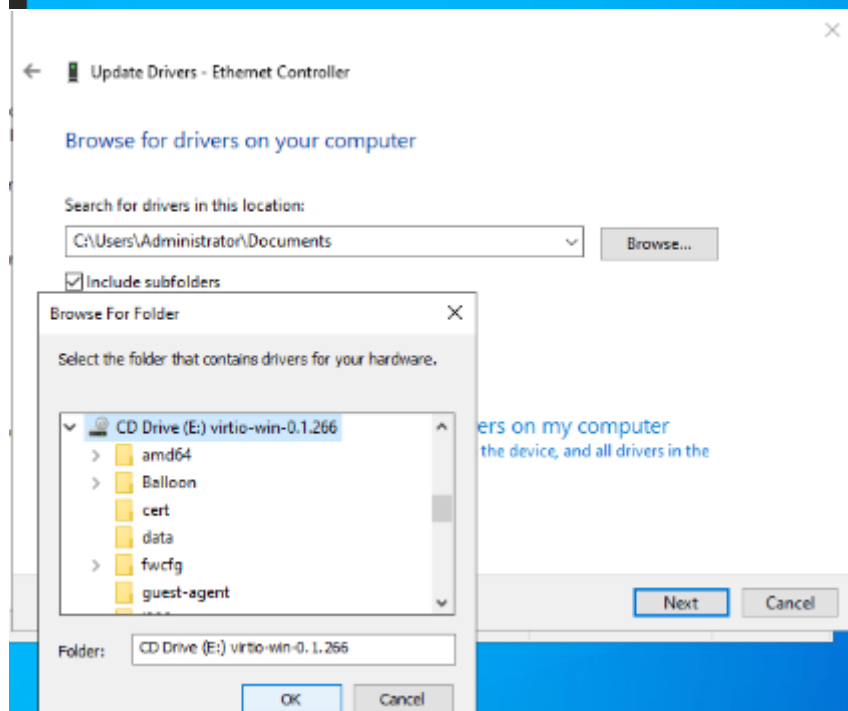 Update Drivers - Ethernet Controller
Browse for drivers on your computer
Search for drivers in this location:
C:\Users\Administrator\Documents
Browse...
Include subfolders
Browse For Folder
Select the folder that contains drivers for your hardware.
CD Drive (E:) virtio-win-0.1.266
amd64
Balloon
cert
data
fwcfg
guest-agent
ers on my computer
the device, and all drivers in the
Next
Cancel
Folder:
CD Drive (E:) virtio-win-0.1.266
OK
Cancel